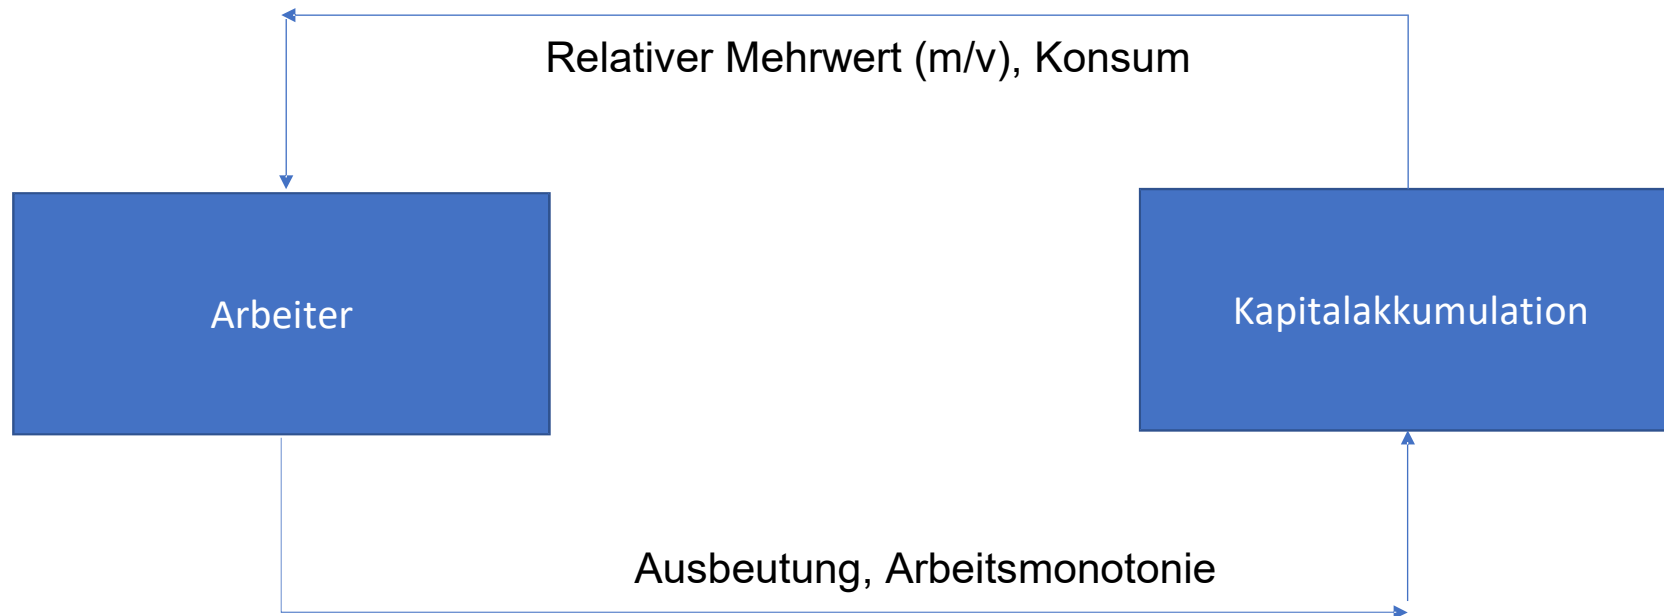 Relativer Mehrwert (m/v), Konsum
Arbeiter
Kapitalakkumulation
Ausbeutung, Arbeitsmonotonie